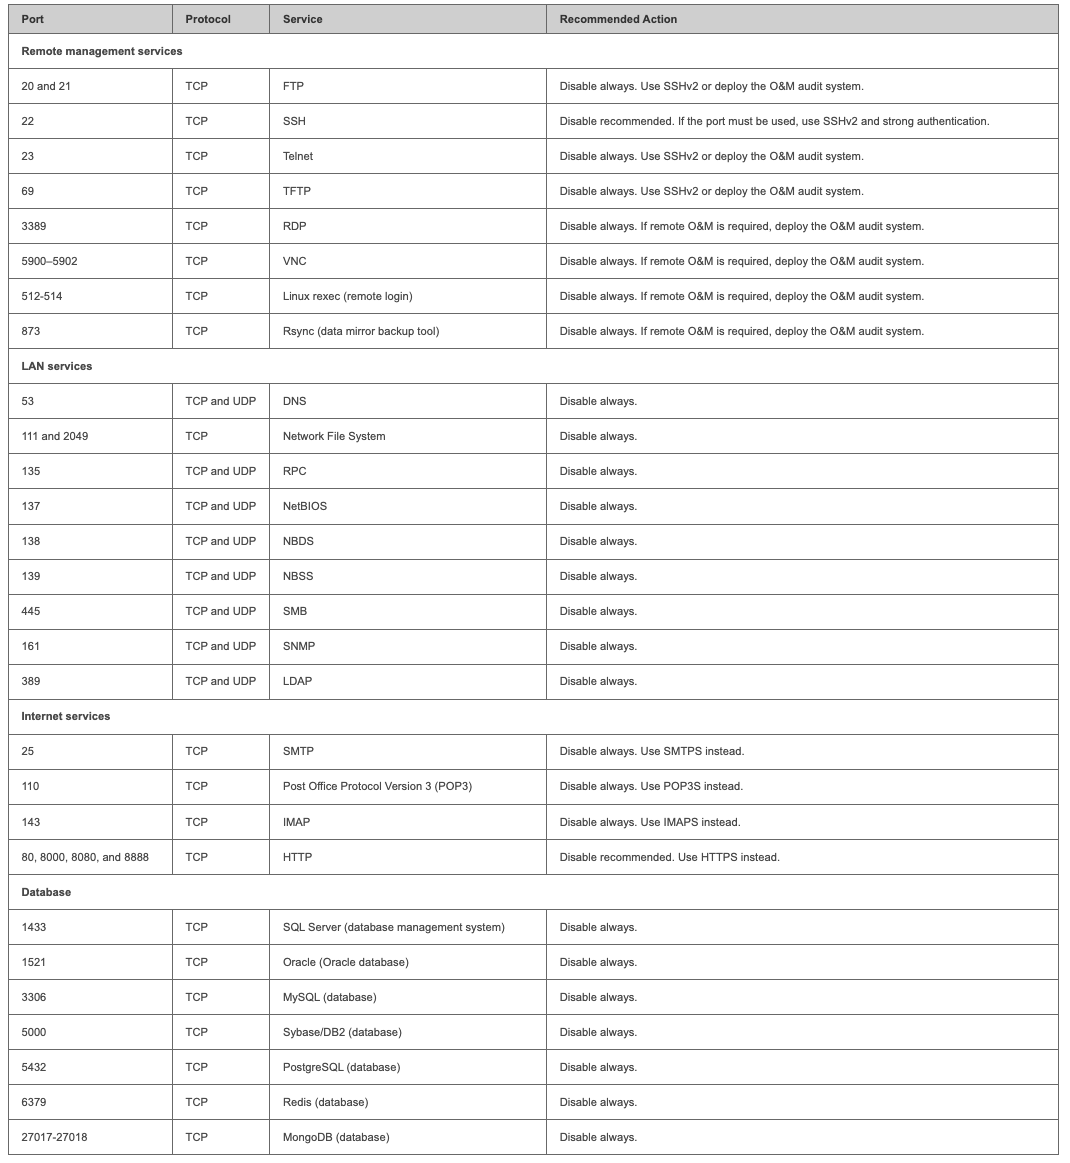 Port Protocol Service Recommended Action
Remote management services
20 and 21 TCP FTP Disable always. Use SSHv2 or deploy the O&M audit system.
22 TCP SSH Disable recommended. If the port must be used, use SSHv2 and strong authentication.
23 TCP Telnet Disable always. Use SSHv2 or deploy the O&M audit system.
69 TCP TFTP Disable always. Use SSHv2 or deploy the O&M audit system.
3389 TCP RDP Disable always. If remote O&M is required, deploy the O&M audit system.
5900–5902 TCP VNC Disable always. If remote O&M is required, deploy the O&M audit system.
512-514 TCP Linux rexec (remote login) Disable always. If remote O&M is required, deploy the O&M audit system.
873 TCP Rsync (data mirror backup tool) Disable always. If remote O&M is required, deploy the O&M audit system.
LAN services
53 TCP and UDP DNS Disable always.
111 and 2049 TCP Network File System Disable always.
135 TCP and UDP RPC Disable always.
137 TCP and UDP NetBIOS Disable always.
138 TCP and UDP NBDS Disable always.
139 TCP and UDP NBSS Disable always.
445 TCP and UDP SMB Disable always.
161 TCP and UDP SNMP Disable always.
389 TCP and UDP LDAP Disable always.
Internet services
25 TCP SMTP Disable always. Use SMTPS instead.
110 TCP Post Office Protocol Version 3 (POP3) Disable always. Use POP3S instead.
143 TCP IMAP Disable always. Use IMAPS instead.
80, 8000, 8080, and 8888 TCP HTTP Disable recommended. Use HTTPS instead.
Database
1433 TCP SQL Server (database management system) Disable always.
1521 TCP Oracle (Oracle database) Disable always.
3306 TCP MySQL (database) Disable always.
5000 TCP Sybase/DB2 (database) Disable always.
5432 TCP PostgreSQL (database) Disable always.
6379 TCP Redis (database) Disable always.
27017-27018 TCP MongoDB (database) Disable always.